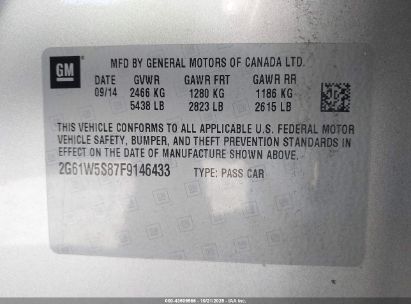 GM
MFD BY GENERAL MOTORS OF CANADA LTD.
DATE GVWR GAWR FRT GAWR RR
09/14 2466 KG 1280 KG 1186 KG
5438 LB 2823 LB 2615 LB
THIS VEHICLE CONFORMS TO ALL APPLICABLE U.S. FEDERAL MOTOR
VEHICLE SAFETY, BUMPER, AND THEFT PREVENTION STANDARDS IN
EFFECT ON THE DATE OF MANUFACTURE SHOWN ABOVE.
2G61W5S87F9146433 TYPE: PASS CAR